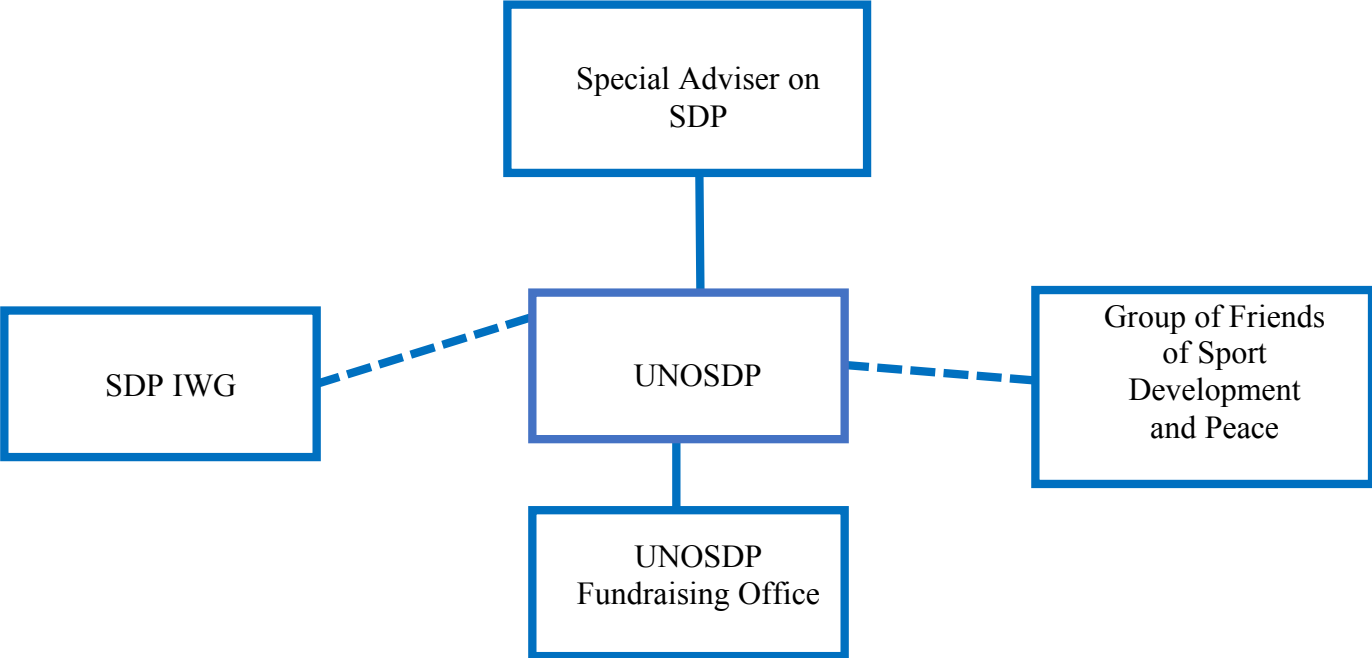 Special Adviser on
SDP
SDP IWG
UNOSDP
Group of Friends
of Sport
Development
and Peace
UNOSDP
Fundraising Office